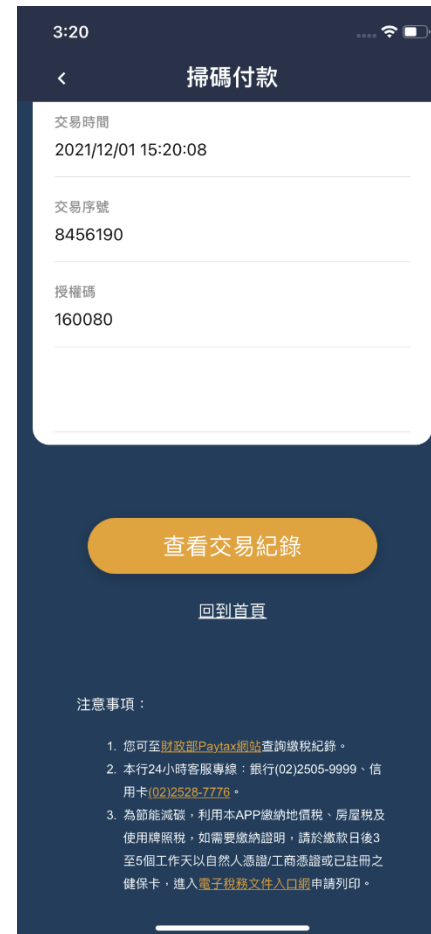 3:20
掃碼付款
交易時間
2021/12/01 15:20:08
交易序號
8456190
授權碼
160080
查看交易紀錄
回到首頁
注意事項：
1. 您可至財政部Paytax網站查詢繳稅紀錄。
2. 本行24小時客服專線：銀行(02)2505-9999、信
用卡(02)2528-7776。
3. 為節能減碳，利用本APP繳納地價稅、房屋稅及
使用牌照稅，如需要繳納證明，請於繳款日後3
至5個工作天以自然人憑證/工商憑證或已註冊之
健保卡，進入電子稅務文件入口網申請列印。